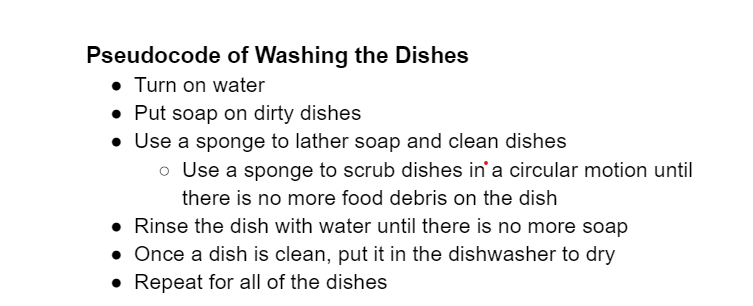 Pseudocode of Washing the Dishes
● Turn on water
● Put soap on dirty dishes
● Use a sponge to lather soap and clean dishes
○ Use a sponge to scrub dishes in a circular motion until
there is no more food debris on the dish
● Rinse the dish with water until there is no more soap
● Once a dish is clean, put it in the dishwasher to dry
● Repeat for all of the dishes